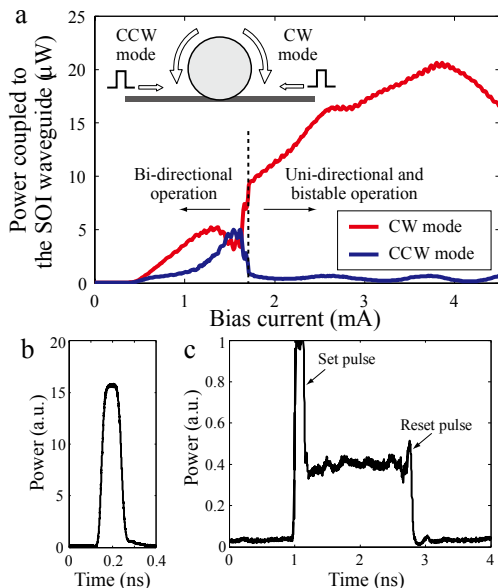 a
25
20
15
10
5
0
Power coupled to
the SOI waveguide (μW)
CCW
mode
CW
mode
Bi-directional
operation
Uni-directional and
bistable operation
CW mode
CCW mode
0
1
2
3
4
Bias current (mA)
b
20
15
10
5
0
Power (a.u.)
0
0.2
0.4
Time (ns)
c
1
0.8
0.6
0.4
0.2
0
Power (a.u.)
Set pulse
Reset pulse
0
1
2
3
4
Time (ns)